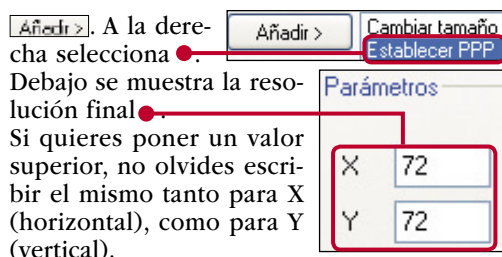 Añadir >. A la dere-
cha selecciona.
Debajo se muestra la reso-
lución final.
Si quieres poner un valor
superior, no olvides escri-
bir el mismo tanto para X
(horizontal), como para Y
(vertical).
Añadir >
Cambiar tamaño
Establecer PPP
Parámetros
X 72
Y 72